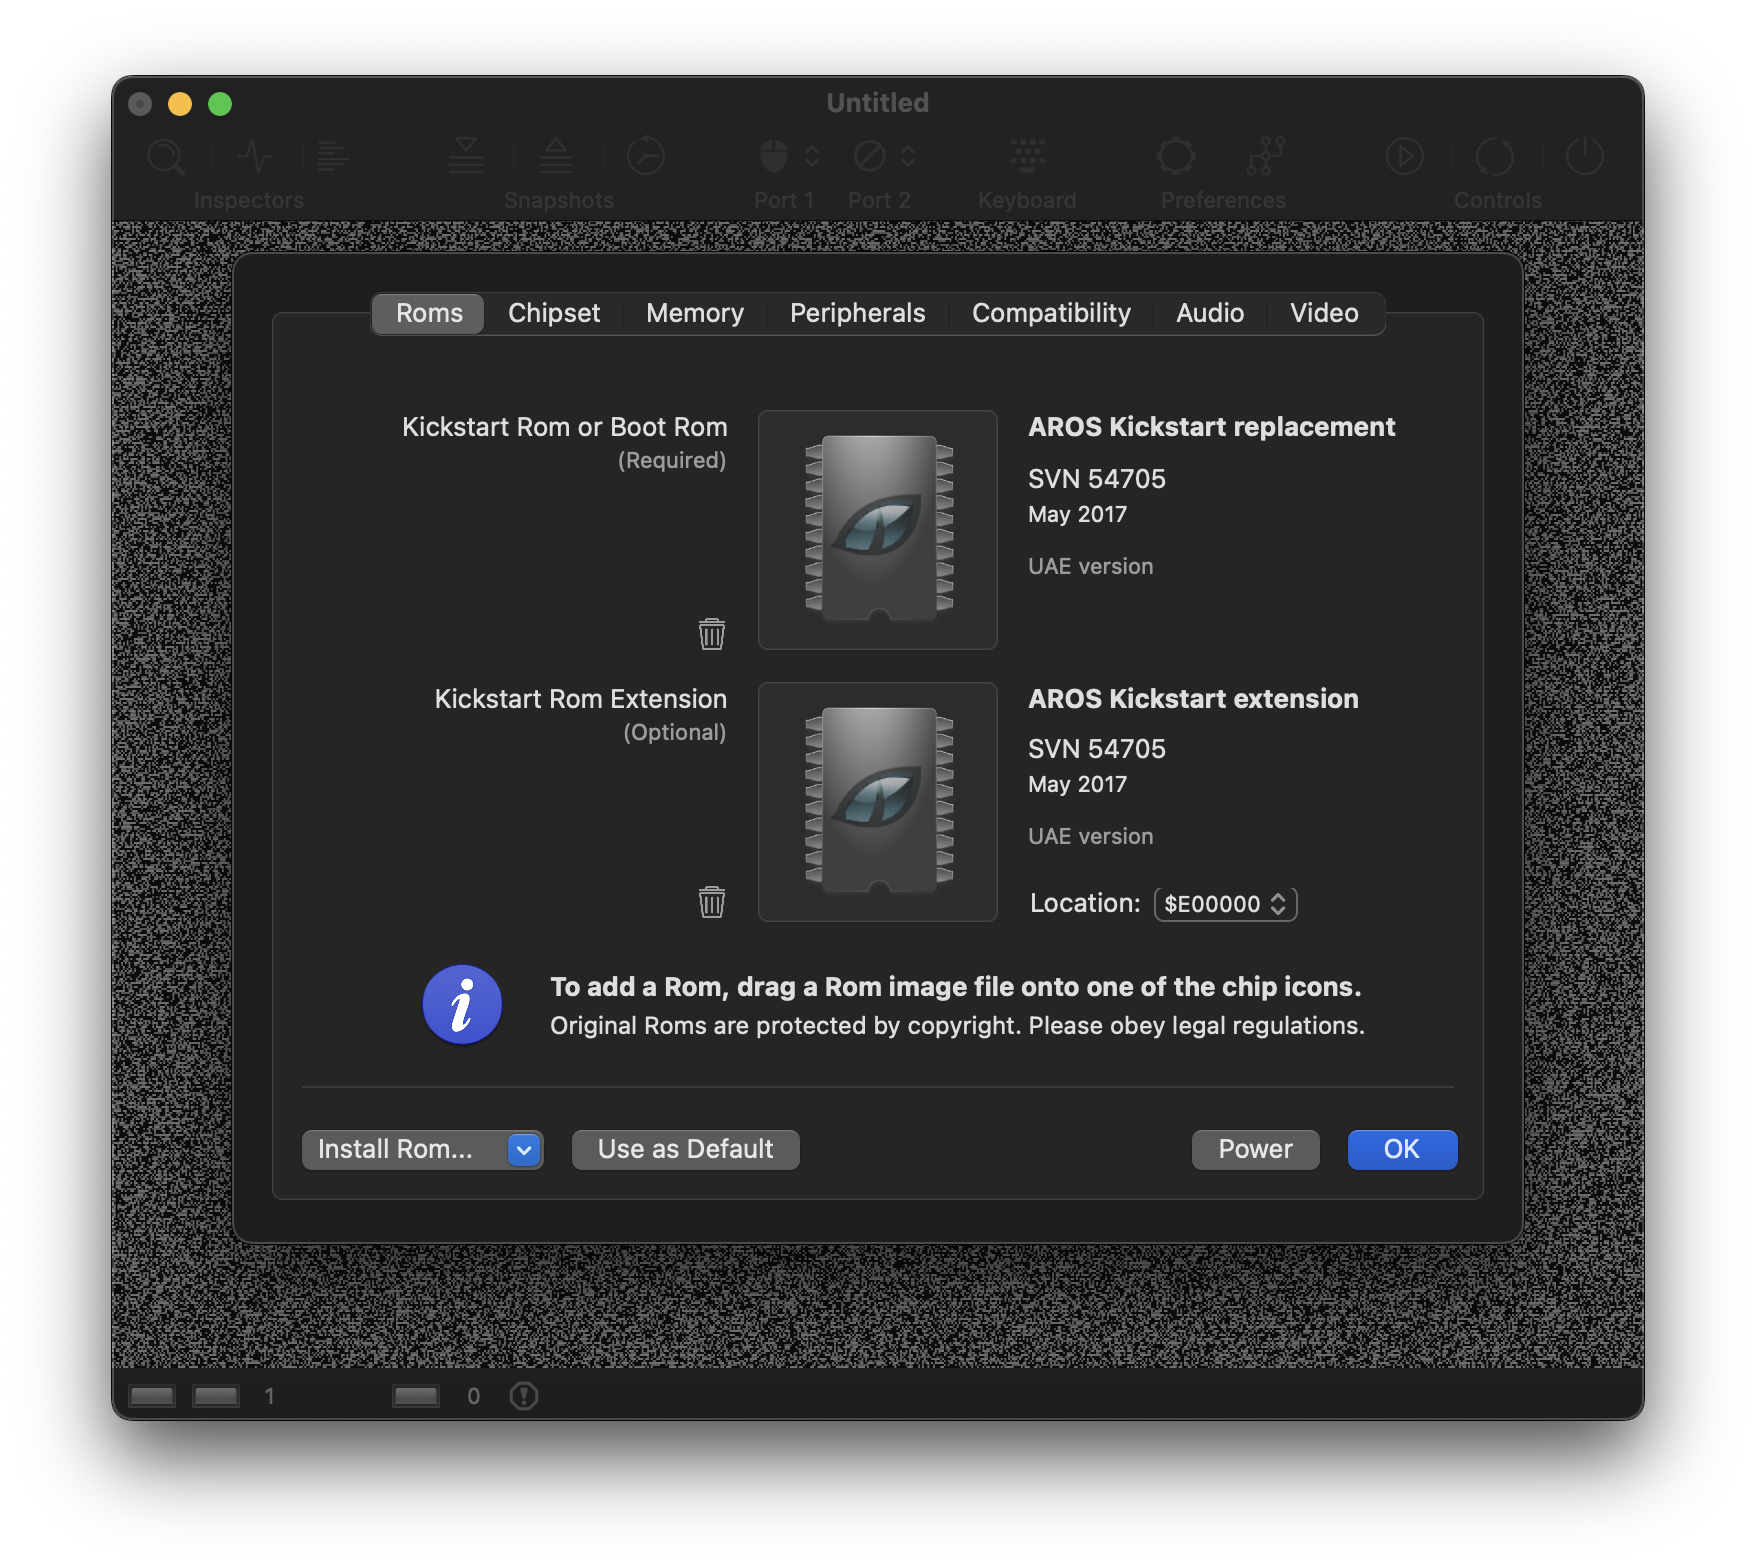 Untitled
Inspectors
Snapshots
Port 1
Port 2
Keyboard
Preferences
Controls
Roms
Chipset
Memory
Peripherals
Compatibility
Audio
Video
Kickstart Rom or Boot Rom
(Required)
AROS Kickstart replacement
SVN 54705
May 2017
UAE version
Kickstart Rom Extension
(Optional)
AROS Kickstart extension
SVN 54705
May 2017
UAE version
Location: $E00000
To add a Rom, drag a Rom image file onto one of the chip icons.
Original Roms are protected by copyright. Please obey legal regulations.
Install Rom...
Use as Default
Power
OK
1
0